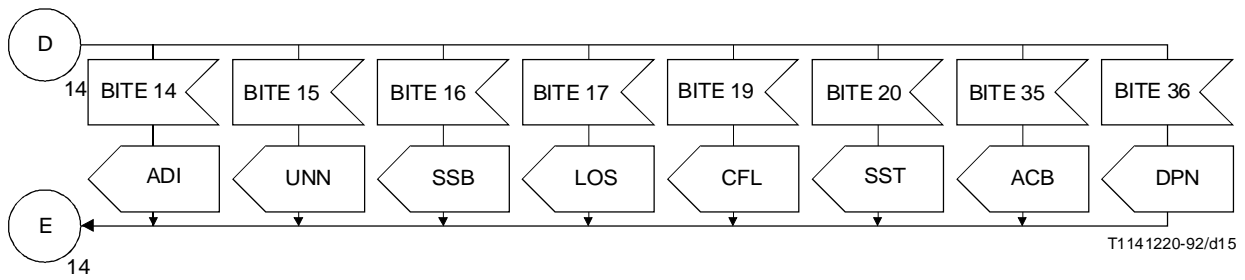 D
14
BITE 14 BITE 15 BITE 16 BITE 17 BITE 19 BITE 20 BITE 35 BITE 36
ADI UNN SSB LOS CFL SST ACB DPN
E
14
T1141220-92/d15